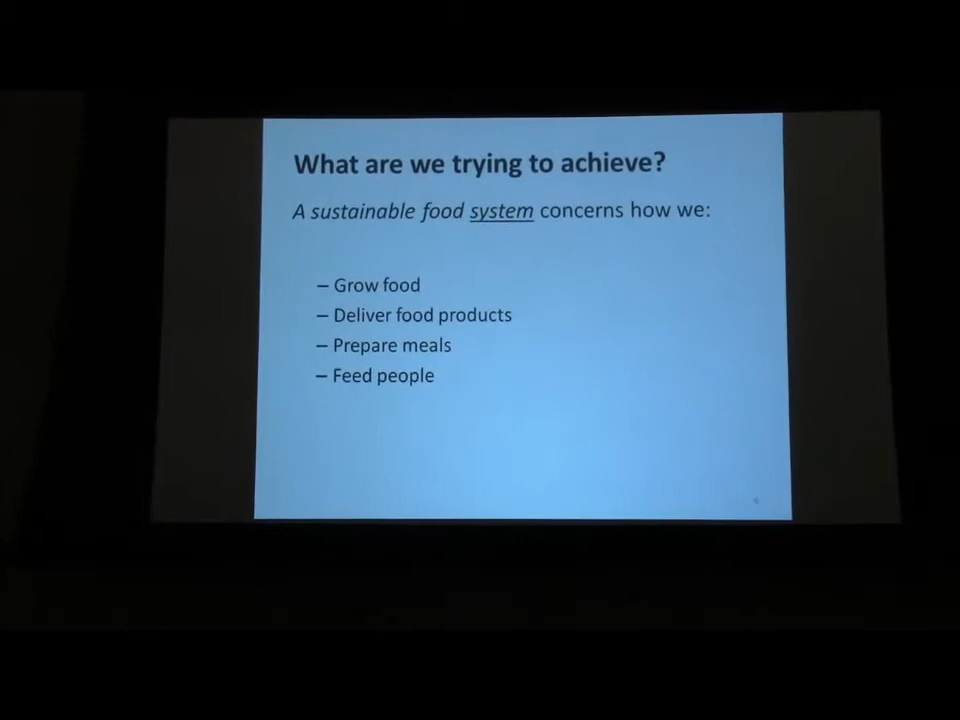 What are we trying to achieve?
A sustainable food system concerns how we:
– Grow food
– Deliver food products
– Prepare meals
– Feed people